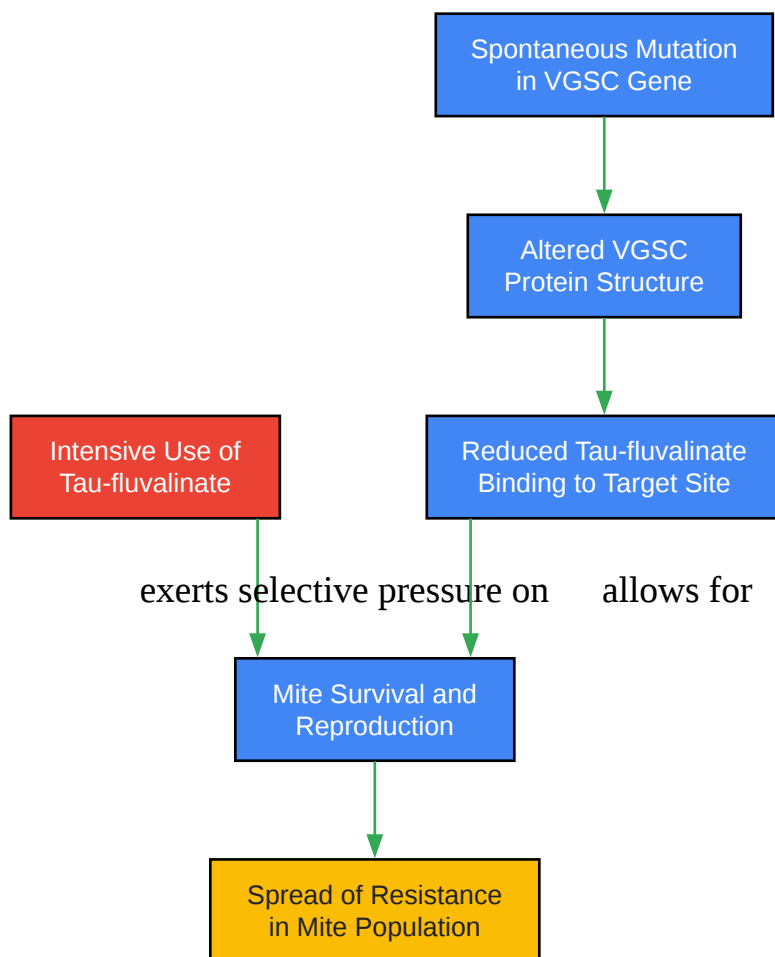 Spontaneous Mutation
in VGSC Gene
Altered VGSC
Protein Structure
Intensive Use of
Tau-fluvalinate
Reduced Tau-fluvalinate
Binding to Target Site
exerts selective pressure on
allows for
Mite Survival and
Reproduction
Spread of Resistance
in Mite Population